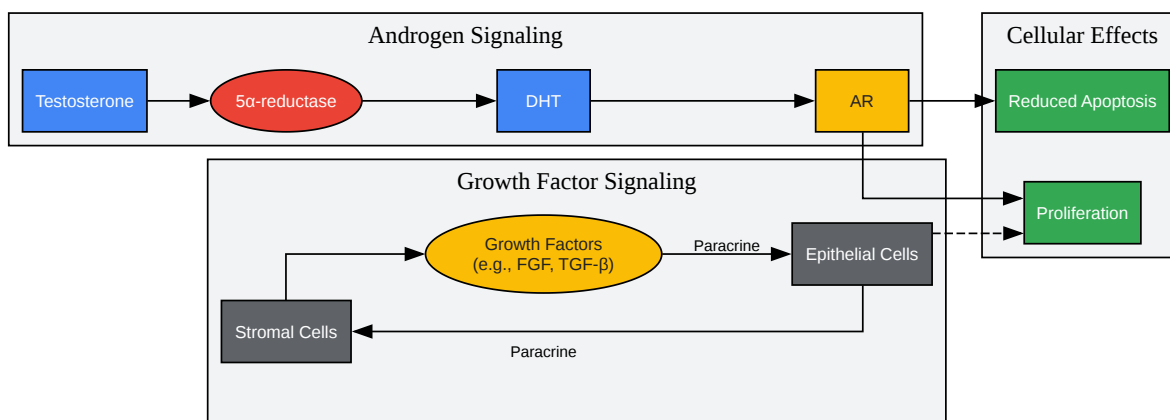 Androgen Signaling
Cellular Effects
Testosterone
5α-reductase
DHT
AR
Reduced Apoptosis
Growth Factor Signaling
Proliferation
Growth Factors
(e.g., FGF, TGF-β)
Paracrine
Epithelial Cells
Stromal Cells
Paracrine